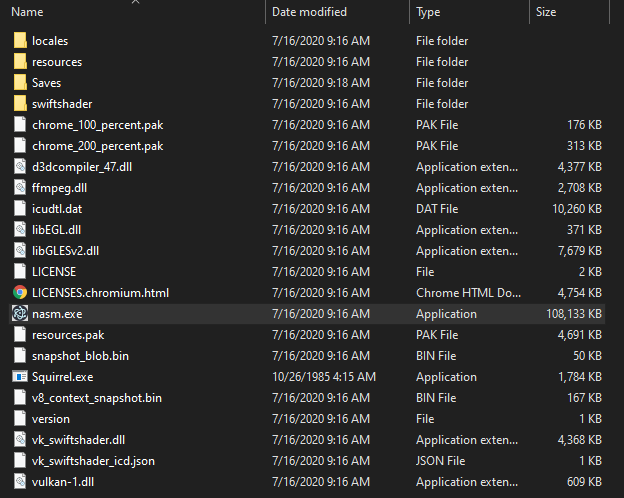 Name Date modified Type Size
locales 7/16/2020 9:16 AM File folder
resources 7/16/2020 9:16 AM File folder
Saves 7/16/2020 9:18 AM File folder
swiftshader 7/16/2020 9:16 AM File folder
chrome_100_percent.pak 7/16/2020 9:16 AM PAK File 176 KB
chrome_200_percent.pak 7/16/2020 9:16 AM PAK File 313 KB
d3dcompiler_47.dll 7/16/2020 9:16 AM Application exten... 4,377 KB
ffmpeg.dll 7/16/2020 9:16 AM Application exten... 2,708 KB
icudtl.dat 7/16/2020 9:16 AM DAT File 10,260 KB
libEGL.dll 7/16/2020 9:16 AM Application exten... 371 KB
libGLESv2.dll 7/16/2020 9:16 AM Application exten... 7,679 KB
LICENSE 7/16/2020 9:16 AM File 2 KB
LICENSES.chromium.html 7/16/2020 9:16 AM Chrome HTML Do... 4,754 KB
nasm.exe 7/16/2020 9:16 AM Application 108,133 KB
resources.pak 7/16/2020 9:16 AM PAK File 4,691 KB
snapshot_blob.bin 7/16/2020 9:16 AM BIN File 50 KB
Squirrel.exe 10/26/1985 4:15 AM Application 1,784 KB
v8_context_snapshot.bin 7/16/2020 9:16 AM BIN File 167 KB
version 7/16/2020 9:16 AM File 1 KB
vk_swiftshader.dll 7/16/2020 9:16 AM Application exten... 4,368 KB
vk_swiftshader_icd.json 7/16/2020 9:16 AM JSON File 1 KB
vulkan-1.dll 7/16/2020 9:16 AM Application exten... 609 KB